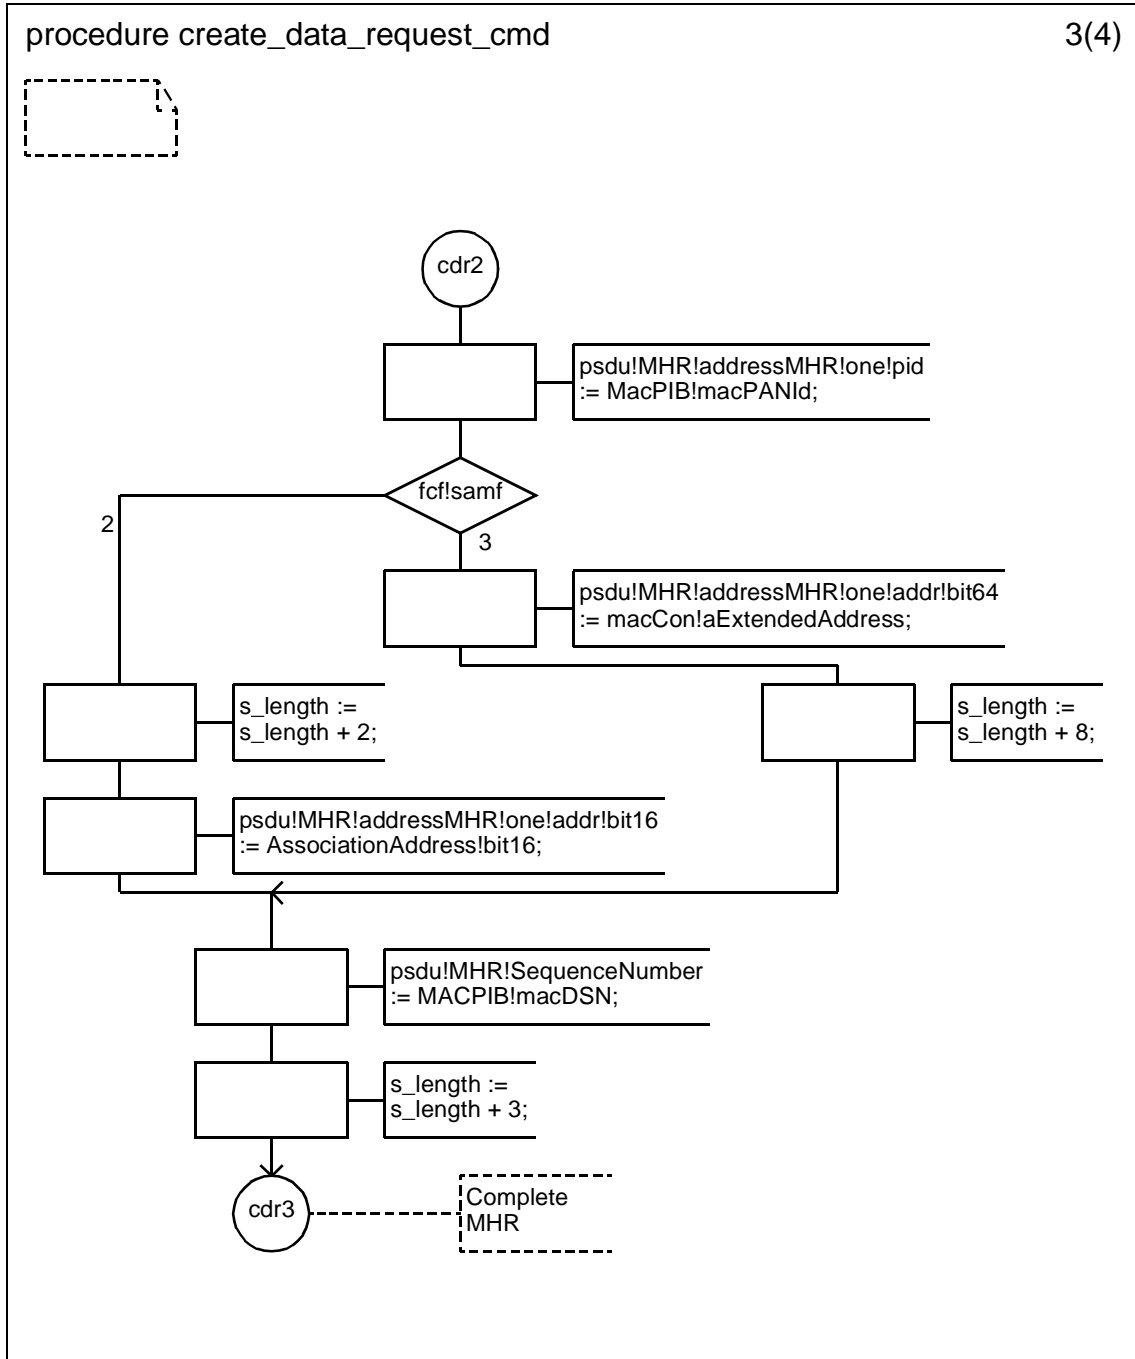 procedure create_data_request_cmd
3(4)
cdr2
psdu!MHR!addressMHR!one!pid
:= MacPIB!macPANId;
fcf!samf
2
3
psdu!MHR!addressMHR!one!addr!bit64
:= macCon!aExtendedAddress;
s_length :=
s_length + 2;
s_length :=
s_length + 8;
psdu!MHR!addressMHR!one!addr!bit16
:= AssociationAddress!bit16;
psdu!MHR!SequenceNumber
:= MACPIB!macDSN;
s_length :=
s_length + 3;
cdr3
Complete
MHR